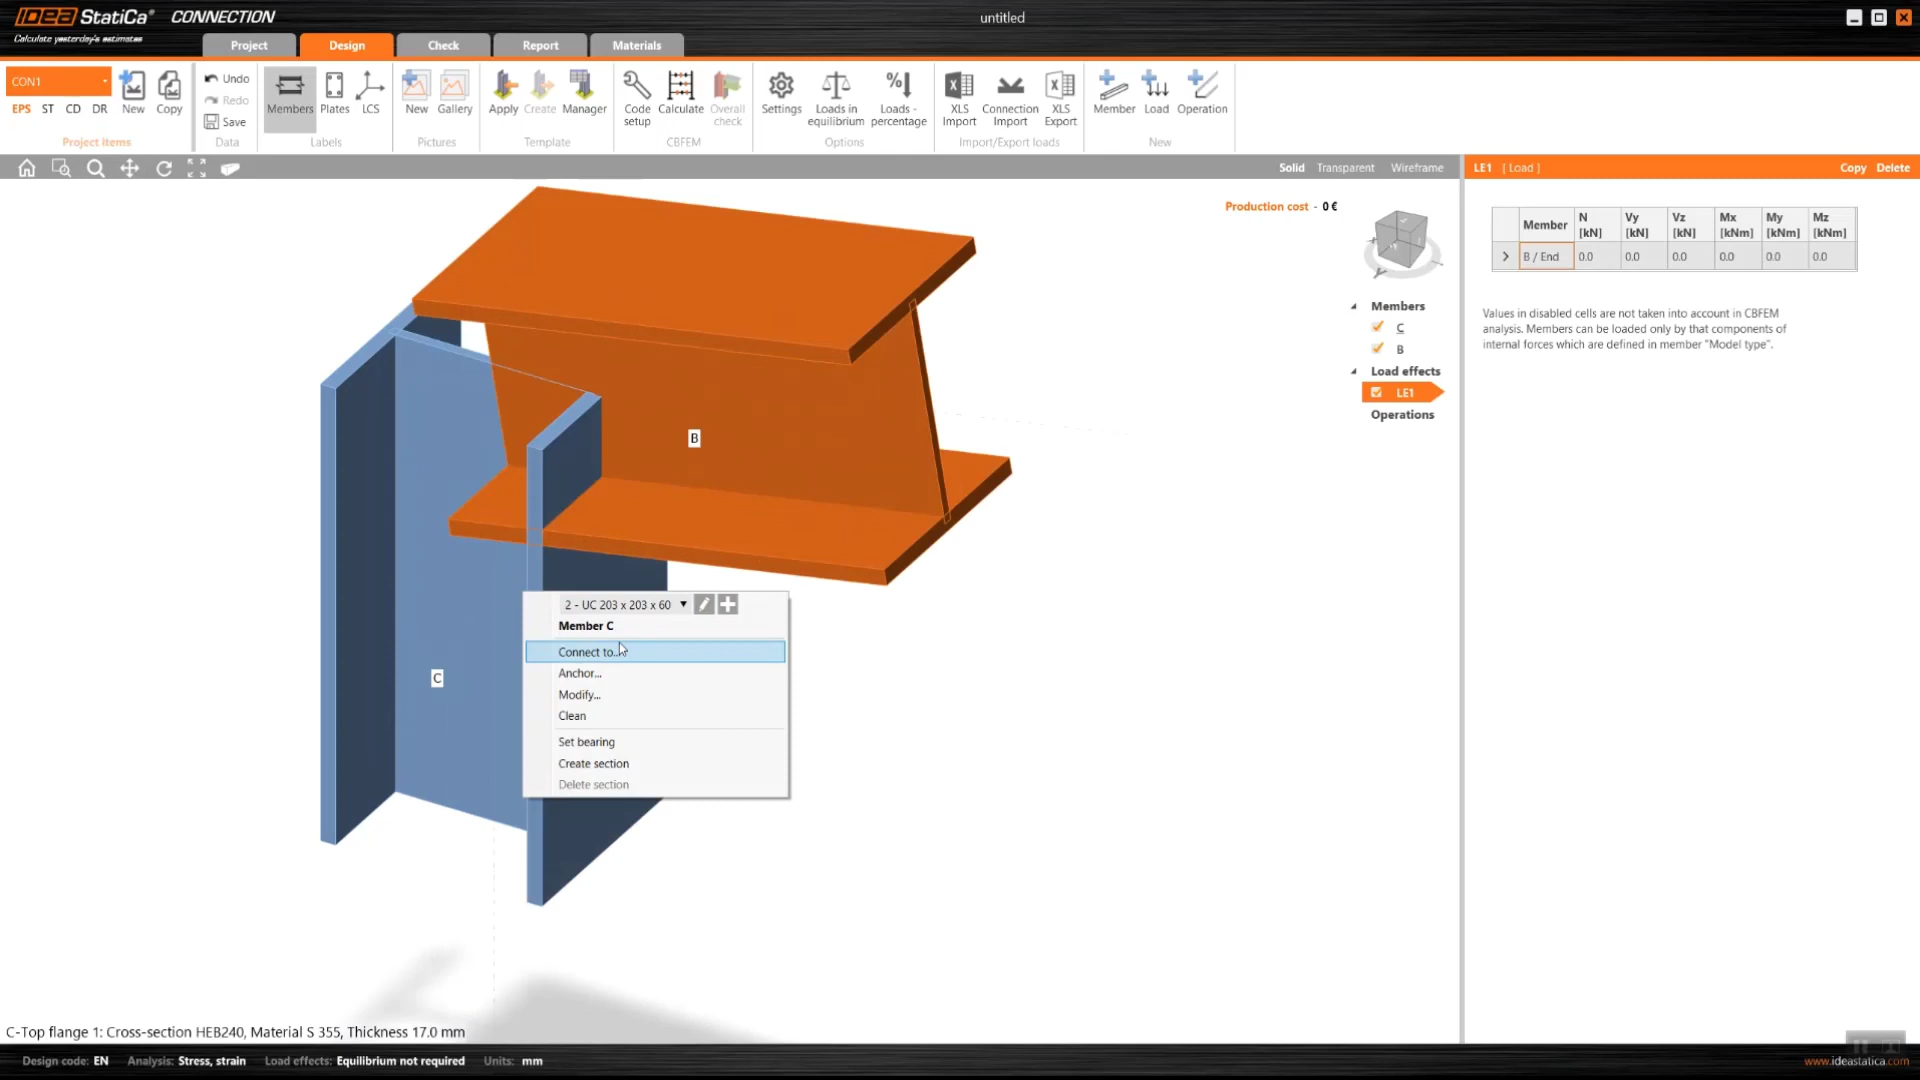 IDEA StatiCa® CONNECTION
Calculate yesterday's estimates
untitled
Project
Design
Check
Report
Materials
CON1
EPS ST CD DR
New
Copy
Project items
Undo
Redo
Save
Data
Members
Plates
LCS
Labels
New
Gallery
Pictures
Apply
Create
Manager
Template
Code setup
Calculate
Overall check
CBFEM
Settings
Loads in equilibrium
Loads - percentage
Options
XLS Import
Connection Import
XLS Export
Import/Export loads
Member
Load
Operation
New
Solid Transparent Wireframe
LE1 [ Load ]
Copy Delete
Production cost - 0 €
Member N [kN] Vy [kN] Vz [kN] Mx [kNm] My [kNm] Mz [kNm]
B / End 0.0 0.0 0.0 0.0 0.0 0.0
Values in disabled cells are not taken into account in CBFEM
analysis. Members can be loaded only by that components of
internal forces which are defined in member "Model type".
Members
C
B
Load effects
LE1
Operations
B
C
2 - UC 203 x 203 x 60
Member C
Connect to...
Anchor...
Modify...
Clean
Set bearing
Create section
Delete section
C-Top flange 1: Cross-section HEB240, Material S 355, Thickness 17.0 mm
Design code: EN Analysis: Stress, strain Load effects: Equilibrium not required Units: mm
www.ideastatica.com